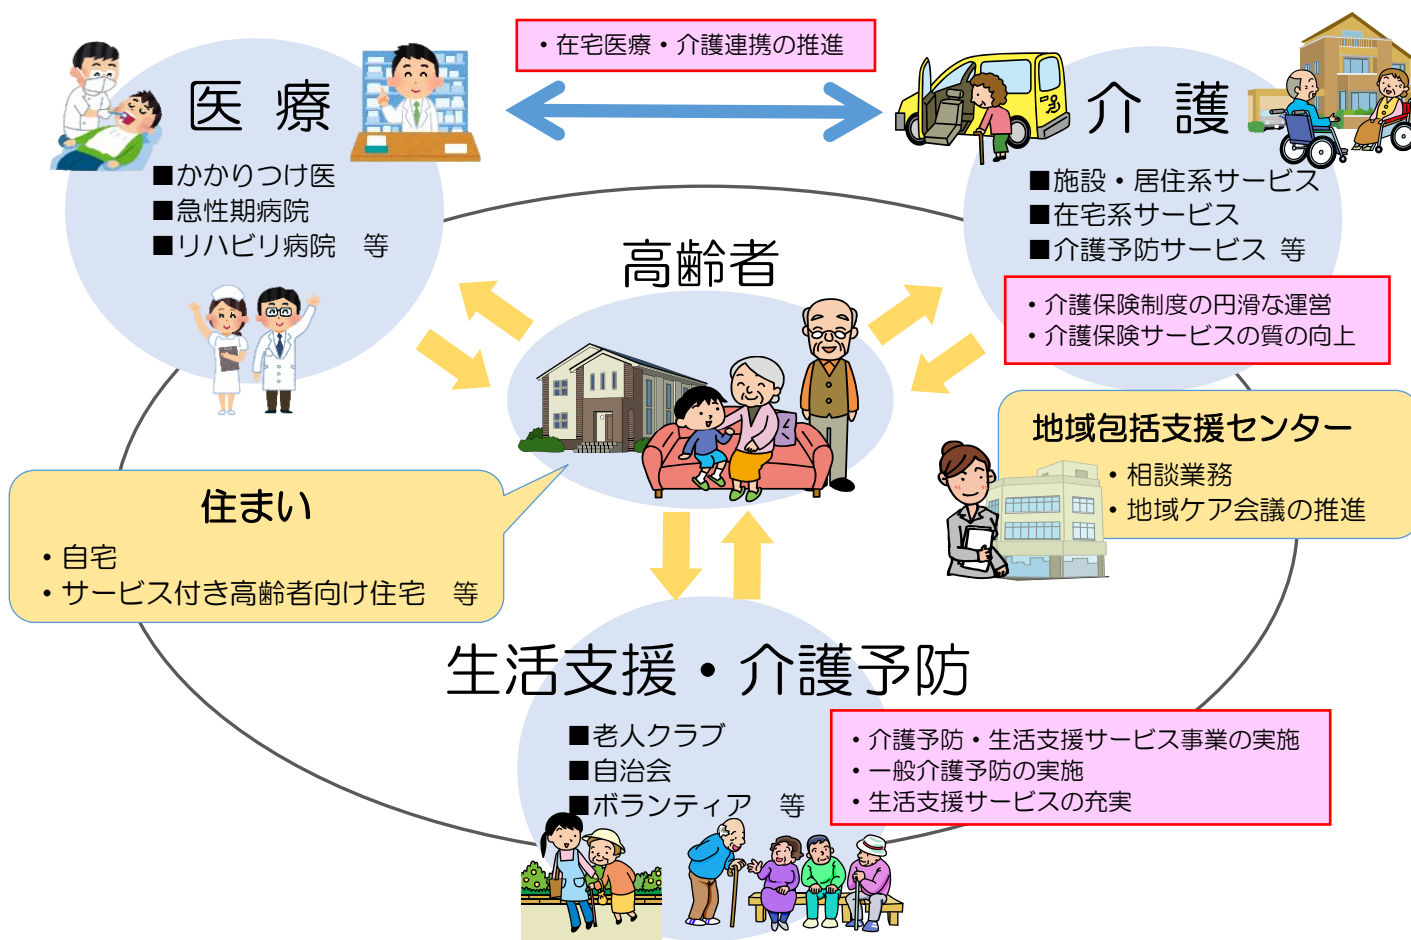 ・在宅医療・介護連携の推進
医 療
■かかりつけ医
■急性期病院
■リハビリ病院　等
介 護
■施設・居住系サービス
■在宅系サービス
■介護予防サービス 等
・介護保険制度の円滑な運営
・介護保険サービスの質の向上
高齢者
地域包括支援センター
・相談業務
・地域ケア会議の推進
住まい
・自宅
・サービス付き高齢者向け住宅　等
生活支援・介護予防
■老人クラブ
■自治会
■ボランティア　等
・介護予防・生活支援サービス事業の実施
・一般介護予防の実施
・生活支援サービスの充実